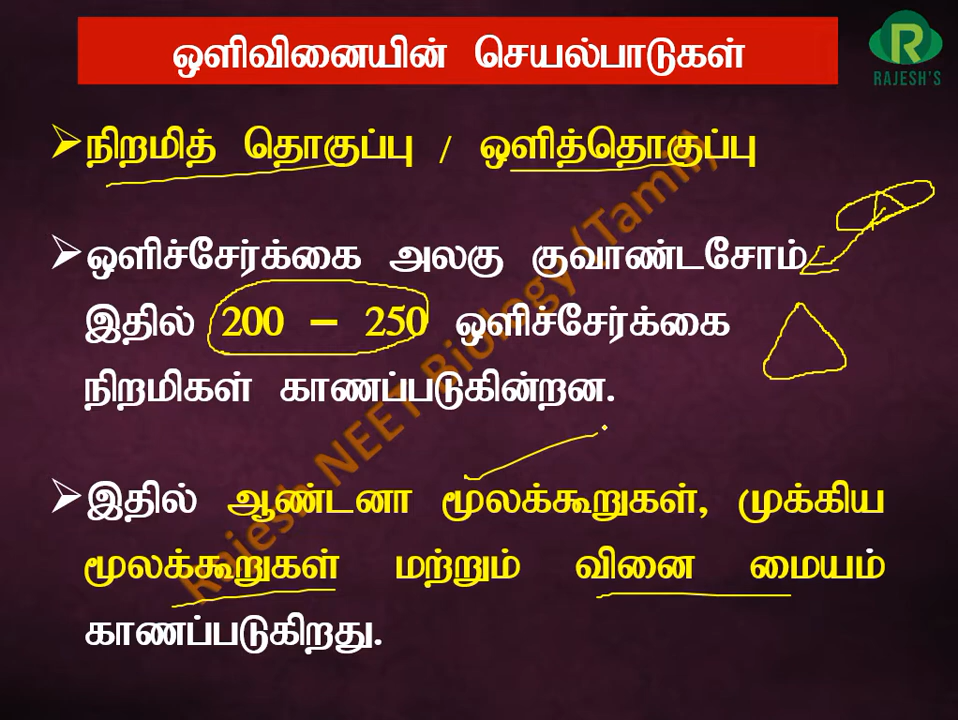 ஒளிவினையின் செயல்பாடுகள்
RAJESH'S
நிறமித் தொகுப்பு / ஒளித்தொகுப்பு
ஒளிச்சேர்க்கை அலகு குவாண்டசோம்
இதில் 200 – 250 ஒளிச்சேர்க்கை
நிறமிகள் காணப்படுகின்றன.
இதில் ஆண்டனா மூலக்கூறுகள், முக்கிய
மூலக்கூறுகள் மற்றும் வினை மையம்
காணப்படுகிறது.
Rajesh NEET Biology (Tamil)